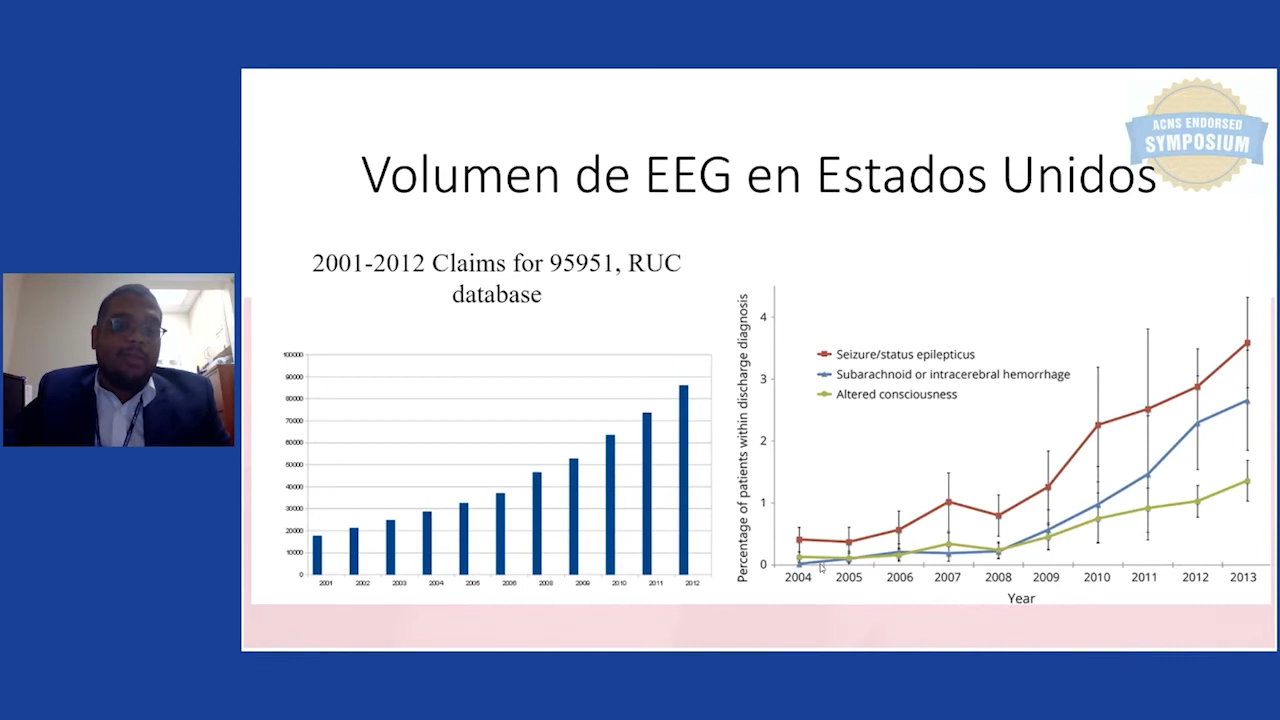 ACNS ENDORSED
SYMPOSIUM
Volumen de EEG en Estados Unidos
2001-2012 Claims for 95951, RUC
database
100000
90000
80000
70000
60000
50000
40000
30000
20000
10000
0
2001 2002 2003 2004 2005 2006 2008 2009 2010 2011 2012
Percentage of patients within discharge diagnosis
4
3
2
1
0
Seizure/status epilepticus
Subarachnoid or intracerebral hemorrhage
Altered consciousness
2004 2005 2006 2007 2008 2009 2010 2011 2012 2013
Year